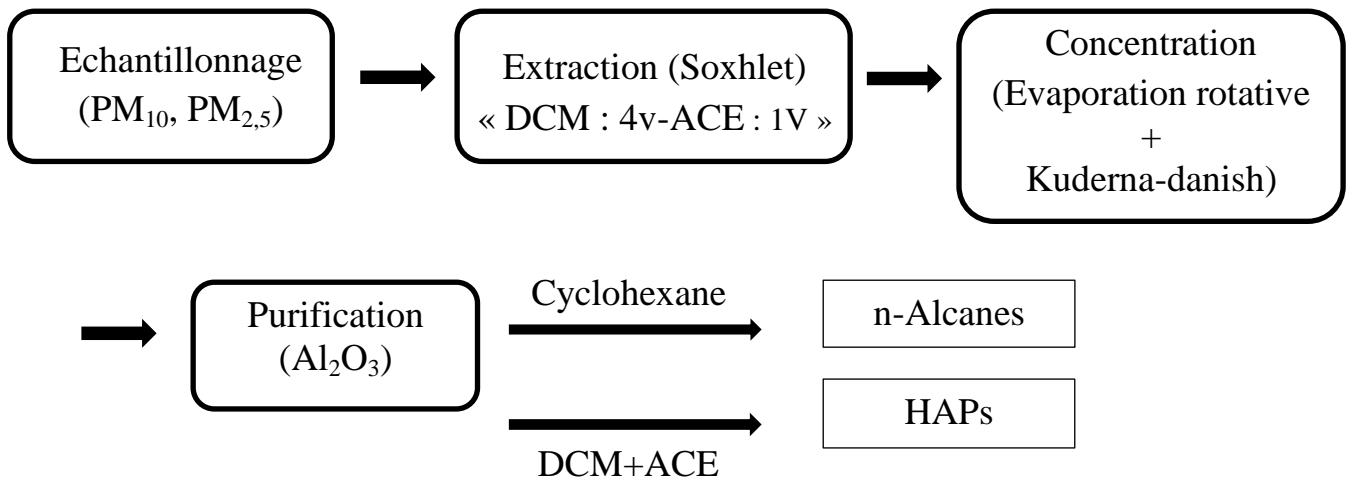 Echantillonnage
(PM₁₀, PM₂,₅)
Extraction (Soxhlet)
« DCM : 4v-ACE : 1V »
Concentration
(Evaporation rotative
+
Kuderna-danish)
Purification
(Al₂O₃)
Cyclohexane
n-Alcanes
HAPs
DCM+ACE